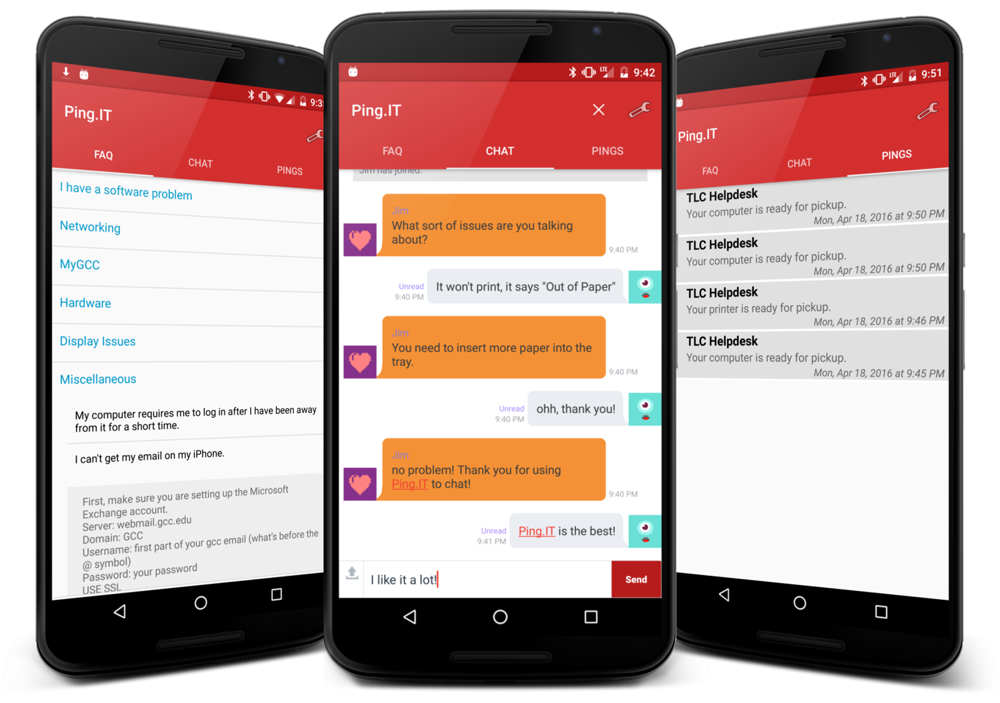 9:3
Ping.IT
FAQ
CHAT
PINGS
I have a software problem
Networking
MyGCC
Hardware
Display Issues
Miscellaneous
My computer requires me to log in after I have been away
from it for a short time.
I can't get my email on my iPhone.
First, make sure you are setting up the Microsoft
Exchange account.
Server: webmail.gcc.edu
Domain: GCC
Username: first part of your gcc email (what's before the
@ symbol)
Password: your password
USE SSL
LTE
9:42
Ping.IT
FAQ
CHAT
PINGS
Jim has joined.
Jim
What sort of issues are you talking
about?
9:40 PM
Unread
9:40 PM
It won't print, it says "Out of Paper"
Jim
You need to insert more paper into the
tray.
9:40 PM
Unread
9:40 PM
ohh, thank you!
Jim
no problem! Thank you for using
Ping.IT to chat!
9:40 PM
Unread
9:41 PM
Ping.IT is the best!
I like it a lot!
Send
LTE
9:51
Ping.IT
FAQ
CHAT
PINGS
TLC Helpdesk
Your computer is ready for pickup.
Mon, Apr 18, 2016 at 9:50 PM
TLC Helpdesk
Your computer is ready for pickup.
Mon, Apr 18, 2016 at 9:50 PM
TLC Helpdesk
Your printer is ready for pickup.
Mon, Apr 18, 2016 at 9:46 PM
TLC Helpdesk
Your computer is ready for pickup.
Mon, Apr 18, 2016 at 9:45 PM